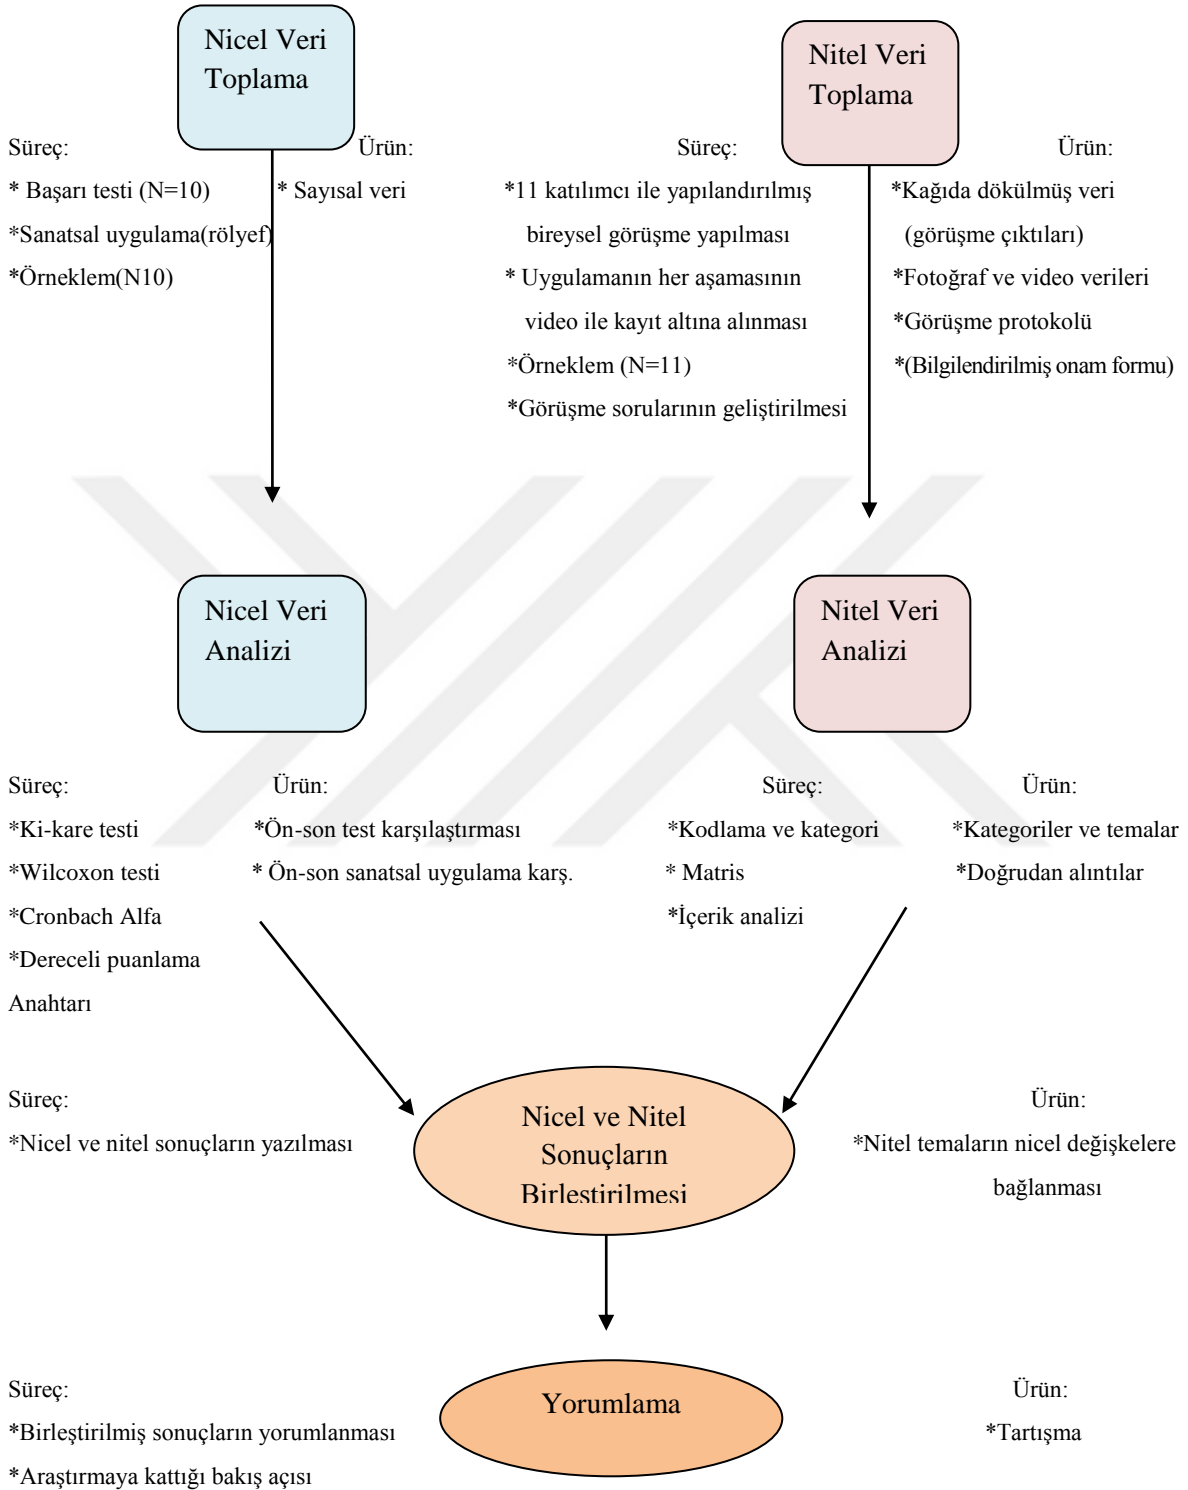 Nicel Veri
Toplama
Nitel Veri
Toplama
Süreç:
Ürün:
Süreç:
Ürün:
* Başarı testi (N=10)
*Sanatsal uygulama(rölyef)
*Örneklem(N10)
* Sayısal veri
*11 katılımcı ile yapılandırılmış
bireysel görüşme yapılması
* Uygulamanın her aşamasının
video ile kayıt altına alınması
*Örneklem (N=11)
*Görüşme sorularının geliştirilmesi
*Kağıda dökülmüş veri
(görüşme çıktıları)
*Fotoğraf ve video verileri
*Görüşme protokolü
*(Bilgilendirilmiş onam formu)
Nicel Veri
Analizi
Nitel Veri
Analizi
Süreç:
Ürün:
Süreç:
Ürün:
*Ki-kare testi
*Wilcoxon testi
*Cronbach Alfa
*Dereceli puanlama
Anahtarı
*Ön-son test karşılaştırması
* Ön-son sanatsal uygulama karş.
*Kodlama ve kategori
* Matris
*İçerik analizi
*Kategoriler ve temalar
*Doğrudan alıntılar
Süreç:
*Nicel ve nitel sonuçların yazılması
Nicel ve Nitel
Sonuçların
Birleştirilmesi
Ürün:
*Nitel temaların nicel değişkelere
bağlanması
Süreç:
*Birleştirilmiş sonuçların yorumlanması
*Araştırmaya kattığı bakış açısı
Yorumlama
Ürün:
*Tartışma